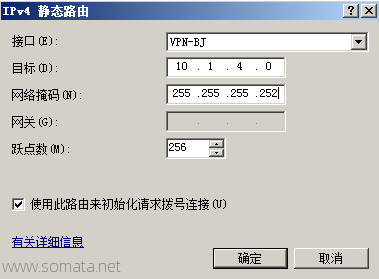 IPv4 静态路由
接口(E): VPN-BJ
目标(D): 10 . 1 . 4 . 0
网络掩码(N): 255 .255 .255 .252
网关(G): . . .
跃点数(M): 256
使用此路由来初始化请求拨号连接(U)
有关详细信息
www.somata.net
确定 取消